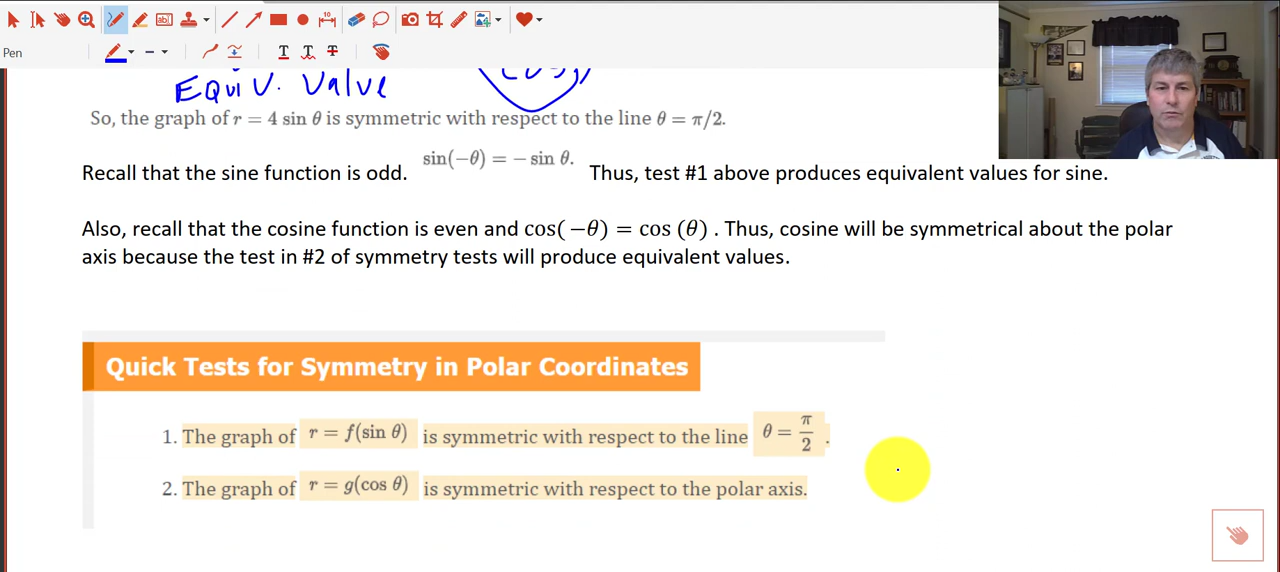 Pen
Equiv. Value
So, the graph of r = 4 sin θ is symmetric with respect to the line θ = π/2.
Recall that the sine function is odd. sin(−θ) = − sin θ. Thus, test #1 above produces equivalent values for sine.
Also, recall that the cosine function is even and cos(−θ) = cos (θ) . Thus, cosine will be symmetrical about the polar
axis because the test in #2 of symmetry tests will produce equivalent values.
Quick Tests for Symmetry in Polar Coordinates
1. The graph of r = f(sin θ) is symmetric with respect to the line θ = π/2 .
2. The graph of r = g(cos θ) is symmetric with respect to the polar axis.